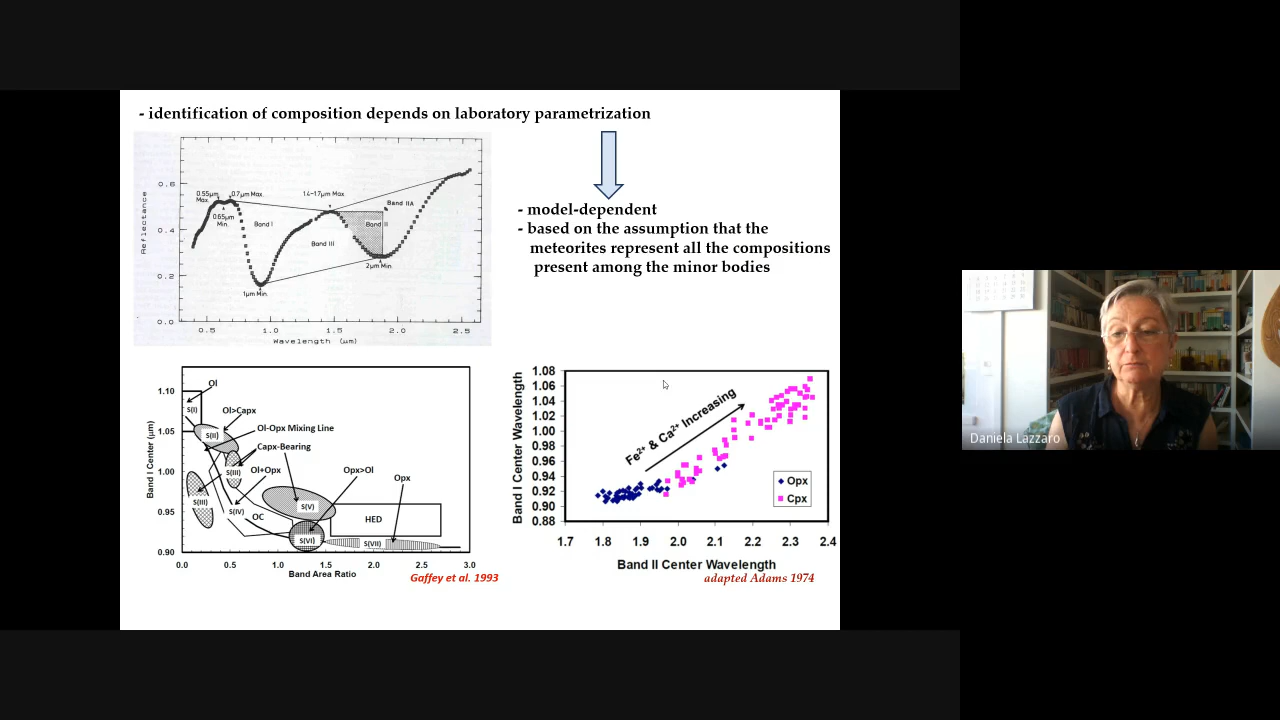 - identification of composition depends on laboratory parametrization
0.55µm
Max.
0.7µm Max.
1.4-1.7µm Max
0.65µm
Min.
Band I
Band II
Band IIA
Band III
1µm Min.
2µm Min.
Reflectance
0.6
0.4
0.2
0.0
0.5
1.0
1.5
2.0
2.5
Wavelength (µm)
- model-dependent
- based on the assumption that the
meteorites represent all the compositions
present among the minor bodies
Band I Center (µm)
1.10
1.05
1.00
0.95
0.90
Ol
S(I)
Ol>Capx
S(II)
Ol-Opx Mixing Line
Capx-Bearing
S(III)
Ol+Opx
Opx>Ol
Opx
S(III)
S(IV)
OC
S(V)
HED
S(VI)
S(VII)
0.0
0.5
1.0
1.5
2.0
2.5
3.0
Band Area Ratio
Gaffey et al. 1993
Band I Center Wavelength
1.08
1.06
1.04
1.02
1.00
0.98
0.96
0.94
0.92
0.90
0.88
Fe2+ & Ca2+ Increasing
Opx
Cpx
1.7
1.8
1.9
2.0
2.1
2.2
2.3
2.4
Band II Center Wavelength
adapted Adams 1974
Daniela Lazzaro